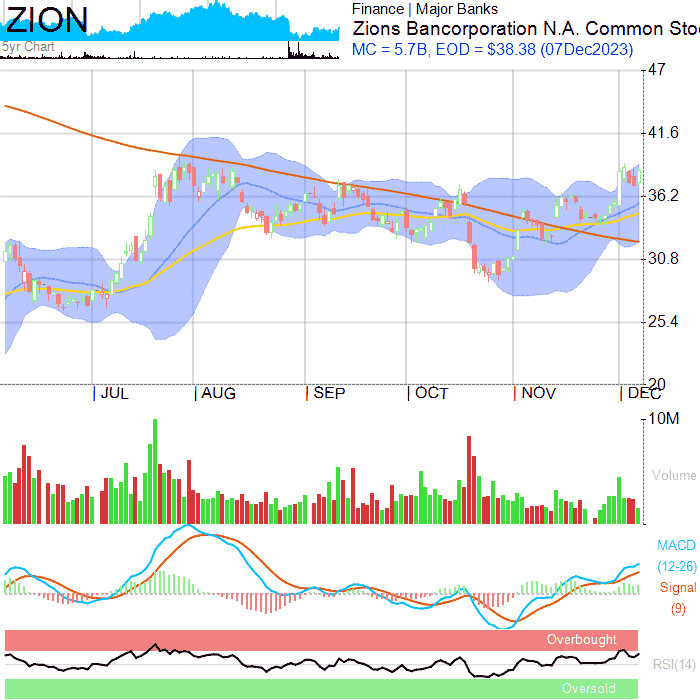 ZION
5yr Chart
Finance | Major Banks
Zions Bancorporation N.A. Common Sto
MC = 5.7B, EOD = $38.38 (07Dec2023)
47
41.6
36.2
30.8
25.4
20
JUL AUG SEP OCT NOV DEC
10M
Volume
MACD
(12-26)
Signal
(9)
Overbought
RSI(14)
Oversold